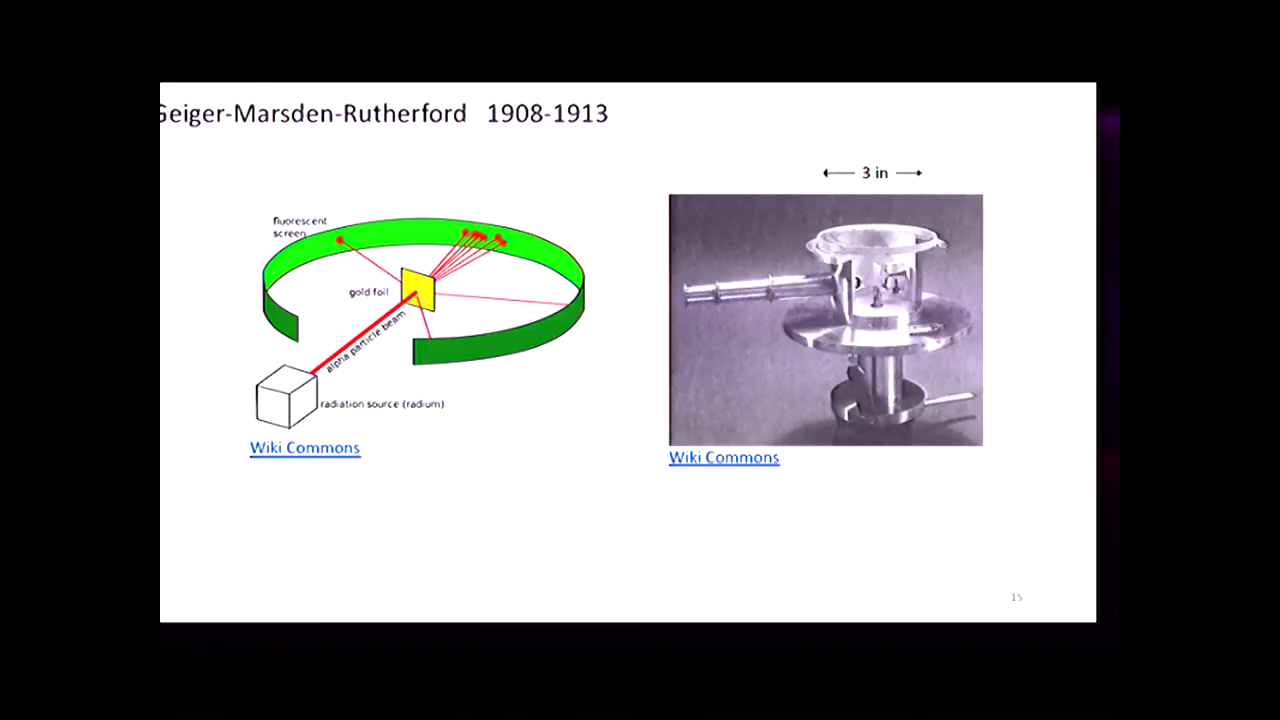 Geiger-Marsden-Rutherford 1908-1913
3 in
fluorescent
screen
gold foil
alpha particle beam
radiation source (radium)
Wiki Commons
Wiki Commons
15